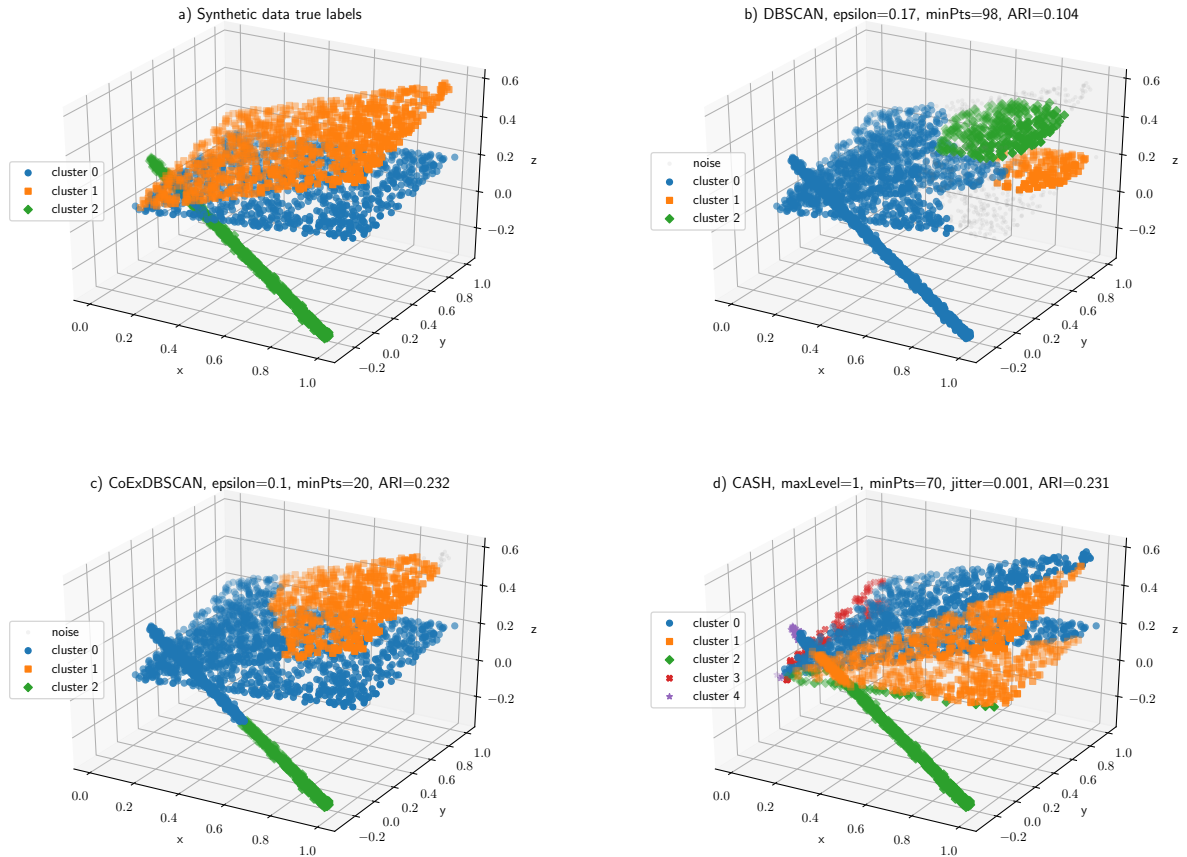 a) Synthetic data true labels
cluster 0
cluster 1
cluster 2
0.0
0.2
0.4
0.6
0.8
1.0
x
−0.2
0.0
0.2
0.4
0.6
0.8
1.0
y
−0.2
0.0
0.2
0.4
0.6
z
b) DBSCAN, epsilon=0.17, minPts=98, ARI=0.104
noise
cluster 0
cluster 1
cluster 2
0.0
0.2
0.4
0.6
0.8
1.0
x
−0.2
0.0
0.2
0.4
0.6
0.8
1.0
y
−0.2
0.0
0.2
0.4
0.6
z
c) CoExDBSCAN, epsilon=0.1, minPts=20, ARI=0.232
noise
cluster 0
cluster 1
cluster 2
0.0
0.2
0.4
0.6
0.8
1.0
x
−0.2
0.0
0.2
0.4
0.6
0.8
1.0
y
−0.2
0.0
0.2
0.4
0.6
z
d) CASH, maxLevel=1, minPts=70, jitter=0.001, ARI=0.231
cluster 0
cluster 1
cluster 2
cluster 3
cluster 4
0.0
0.2
0.4
0.6
0.8
1.0
x
−0.2
0.0
0.2
0.4
0.6
0.8
1.0
y
−0.2
0.0
0.2
0.4
0.6
z